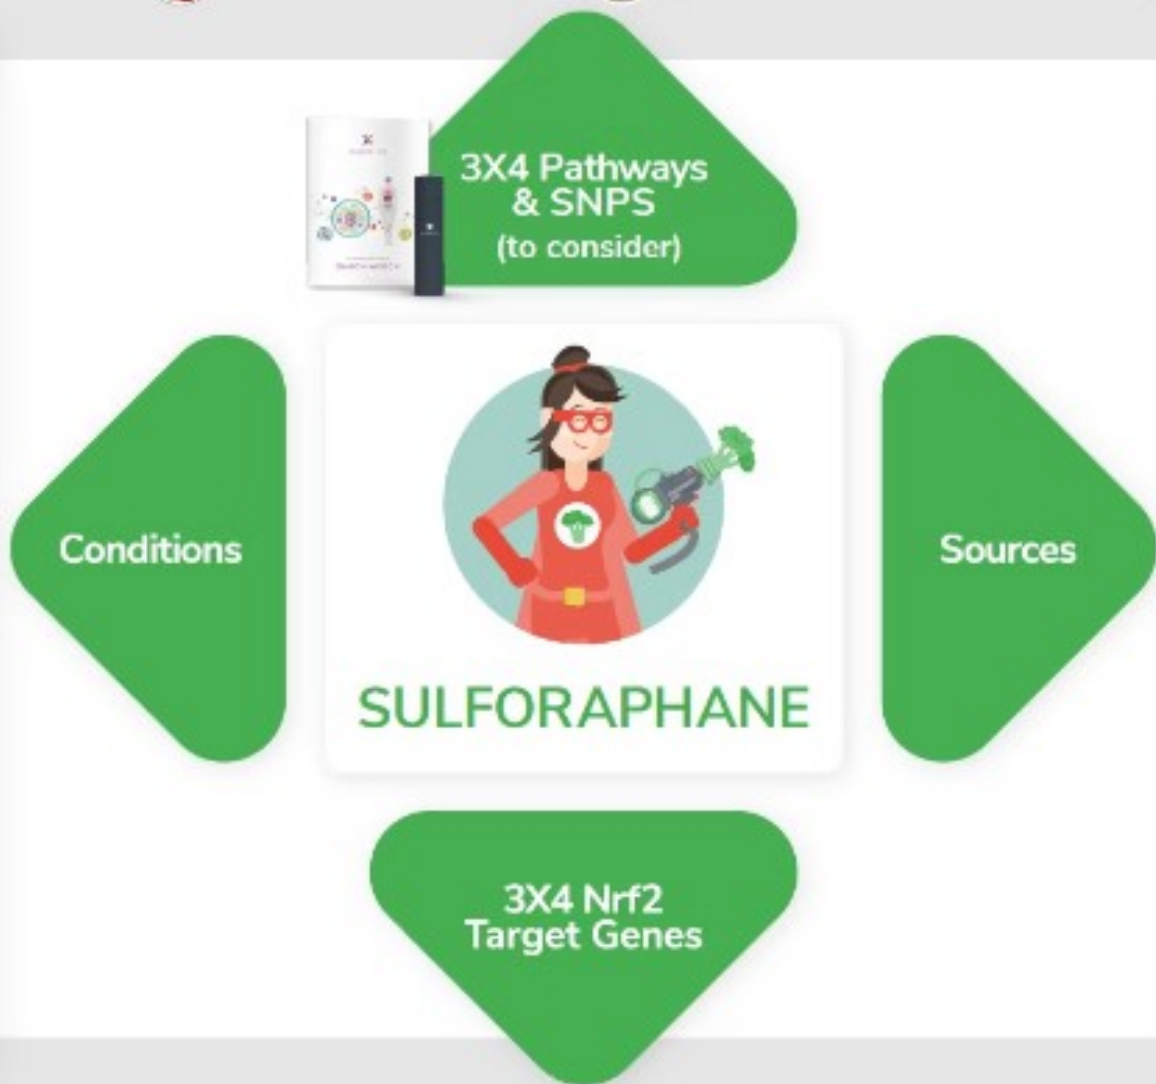 3X4 Pathways
& SNPS
(to consider)
Conditions
Sources
SULFORAPHANE
3X4 Nrf2
Target Genes